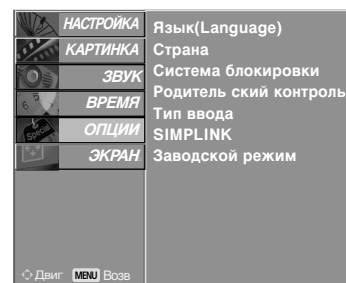 НАСТРОЙКА
КАРТИНКА
ЗВУК
ВРЕМЯ
ОПЦИИ
ЭКРАН
Язык(Language)
Страна
Система блокировки
Родитель ский контроль
Тип ввода
SIMPLINK
Заводской режим
Special
Двиг MENU Возв